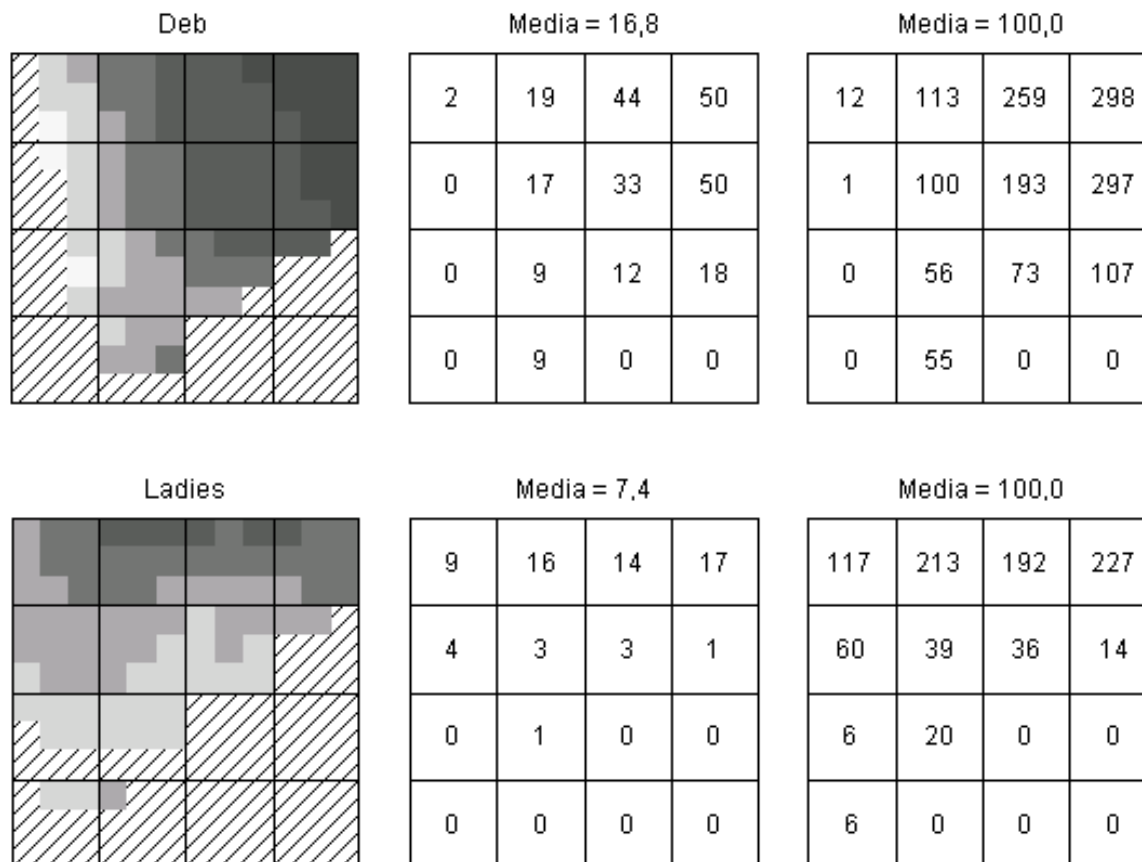 Deb Media = 16,8 Media = 100,0
2 19 44 50 12 113 259 298
0 17 33 50 1 100 193 297
0 9 12 18 0 56 73 107
0 9 0 0 0 55 0 0
Ladies Media = 7,4 Media = 100,0
9 16 14 17 117 213 192 227
4 3 3 1 60 39 36 14
0 1 0 0 6 20 0 0
0 0 0 0 6 0 0 0